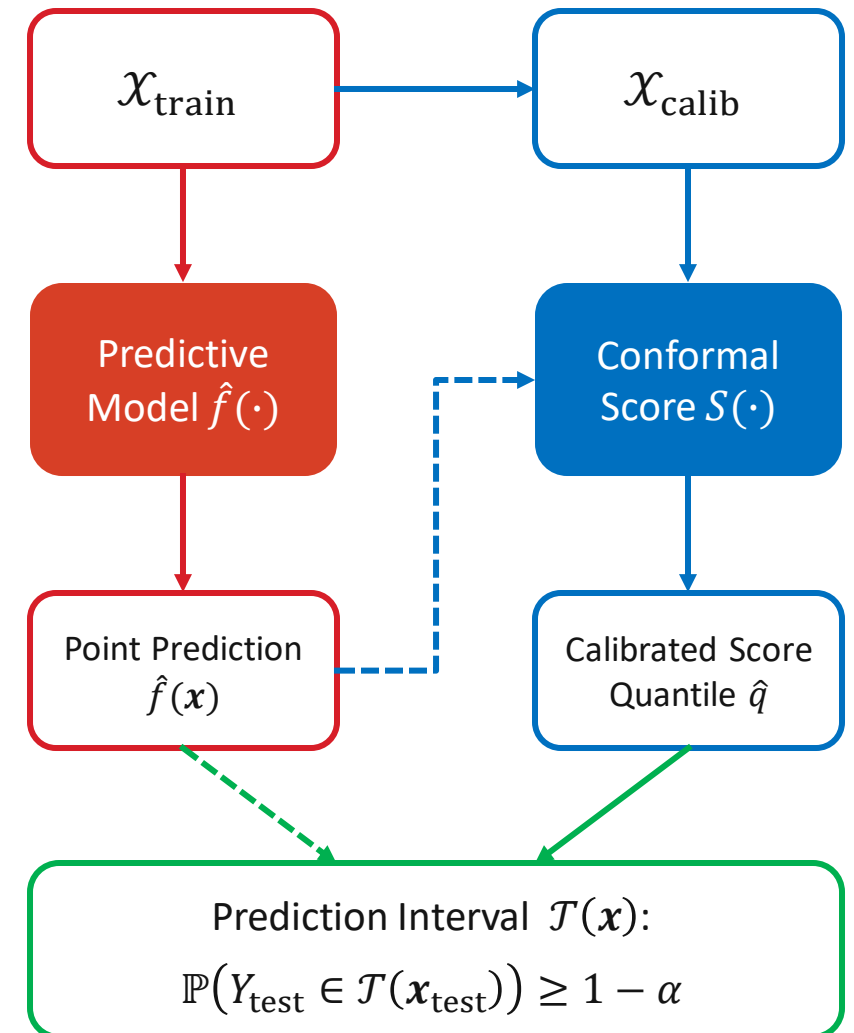 𝒳train
𝒳calib
Predictive
Model f̂(·)
Conformal
Score S(·)
Point Prediction
f̂(𝒙)
Calibrated Score
Quantile q̂
Prediction Interval 𝒯(𝒙):
ℙ(Ytest ∈ 𝒯(𝒙test)) ≥ 1 − α